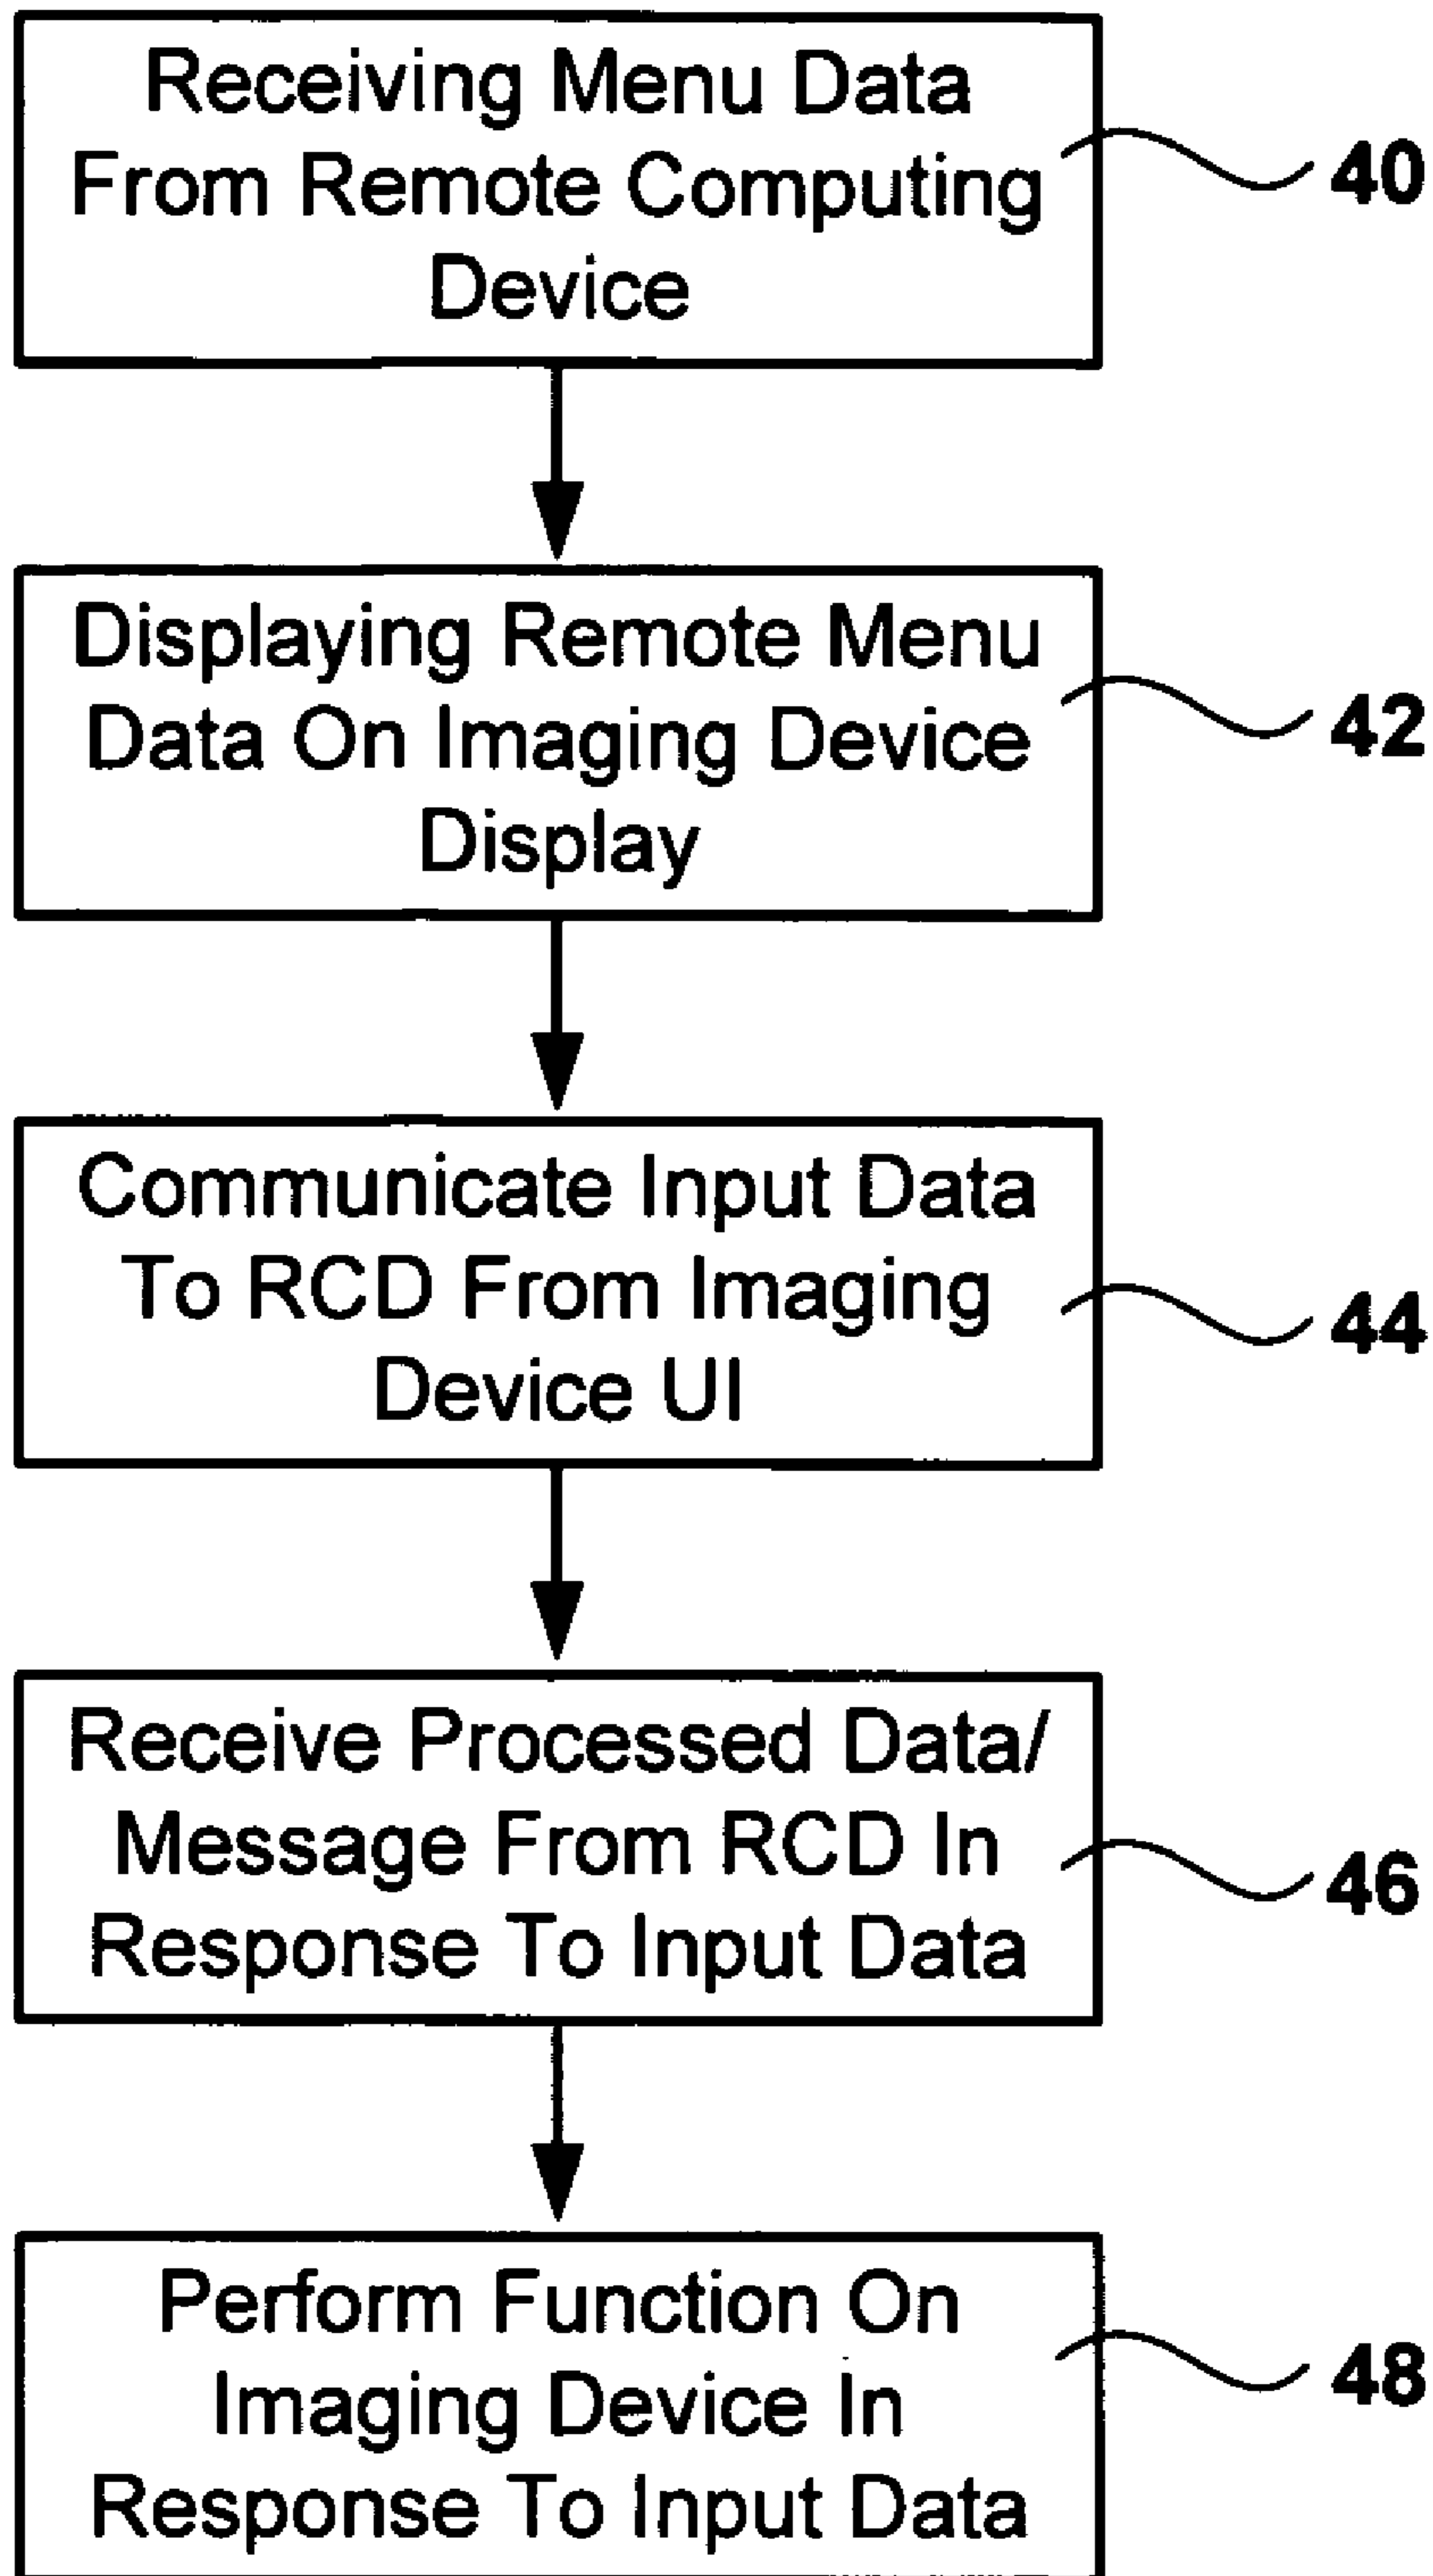 Receiving Menu Data
From Remote Computing
Device
40
Displaying Remote Menu
Data On Imaging Device
Display
42
Communicate Input Data
To RCD From Imaging
Device UI
44
Receive Processed Data/
Message From RCD In
Response To Input Data
46
Perform Function On
Imaging Device In
Response To Input Data
48